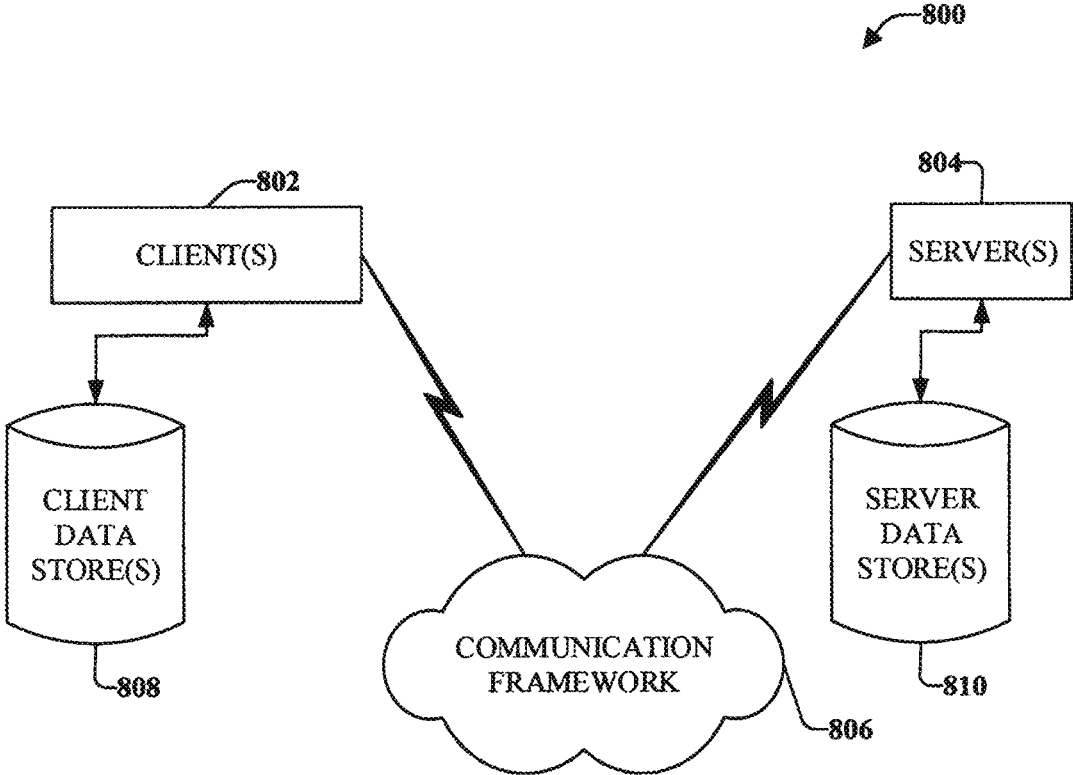 800
802
804
CLIENT(S)
SERVER(S)
CLIENT
DATA
STORE(S)
SERVER
DATA
STORE(S)
COMMUNICATION
FRAMEWORK
808
810
806